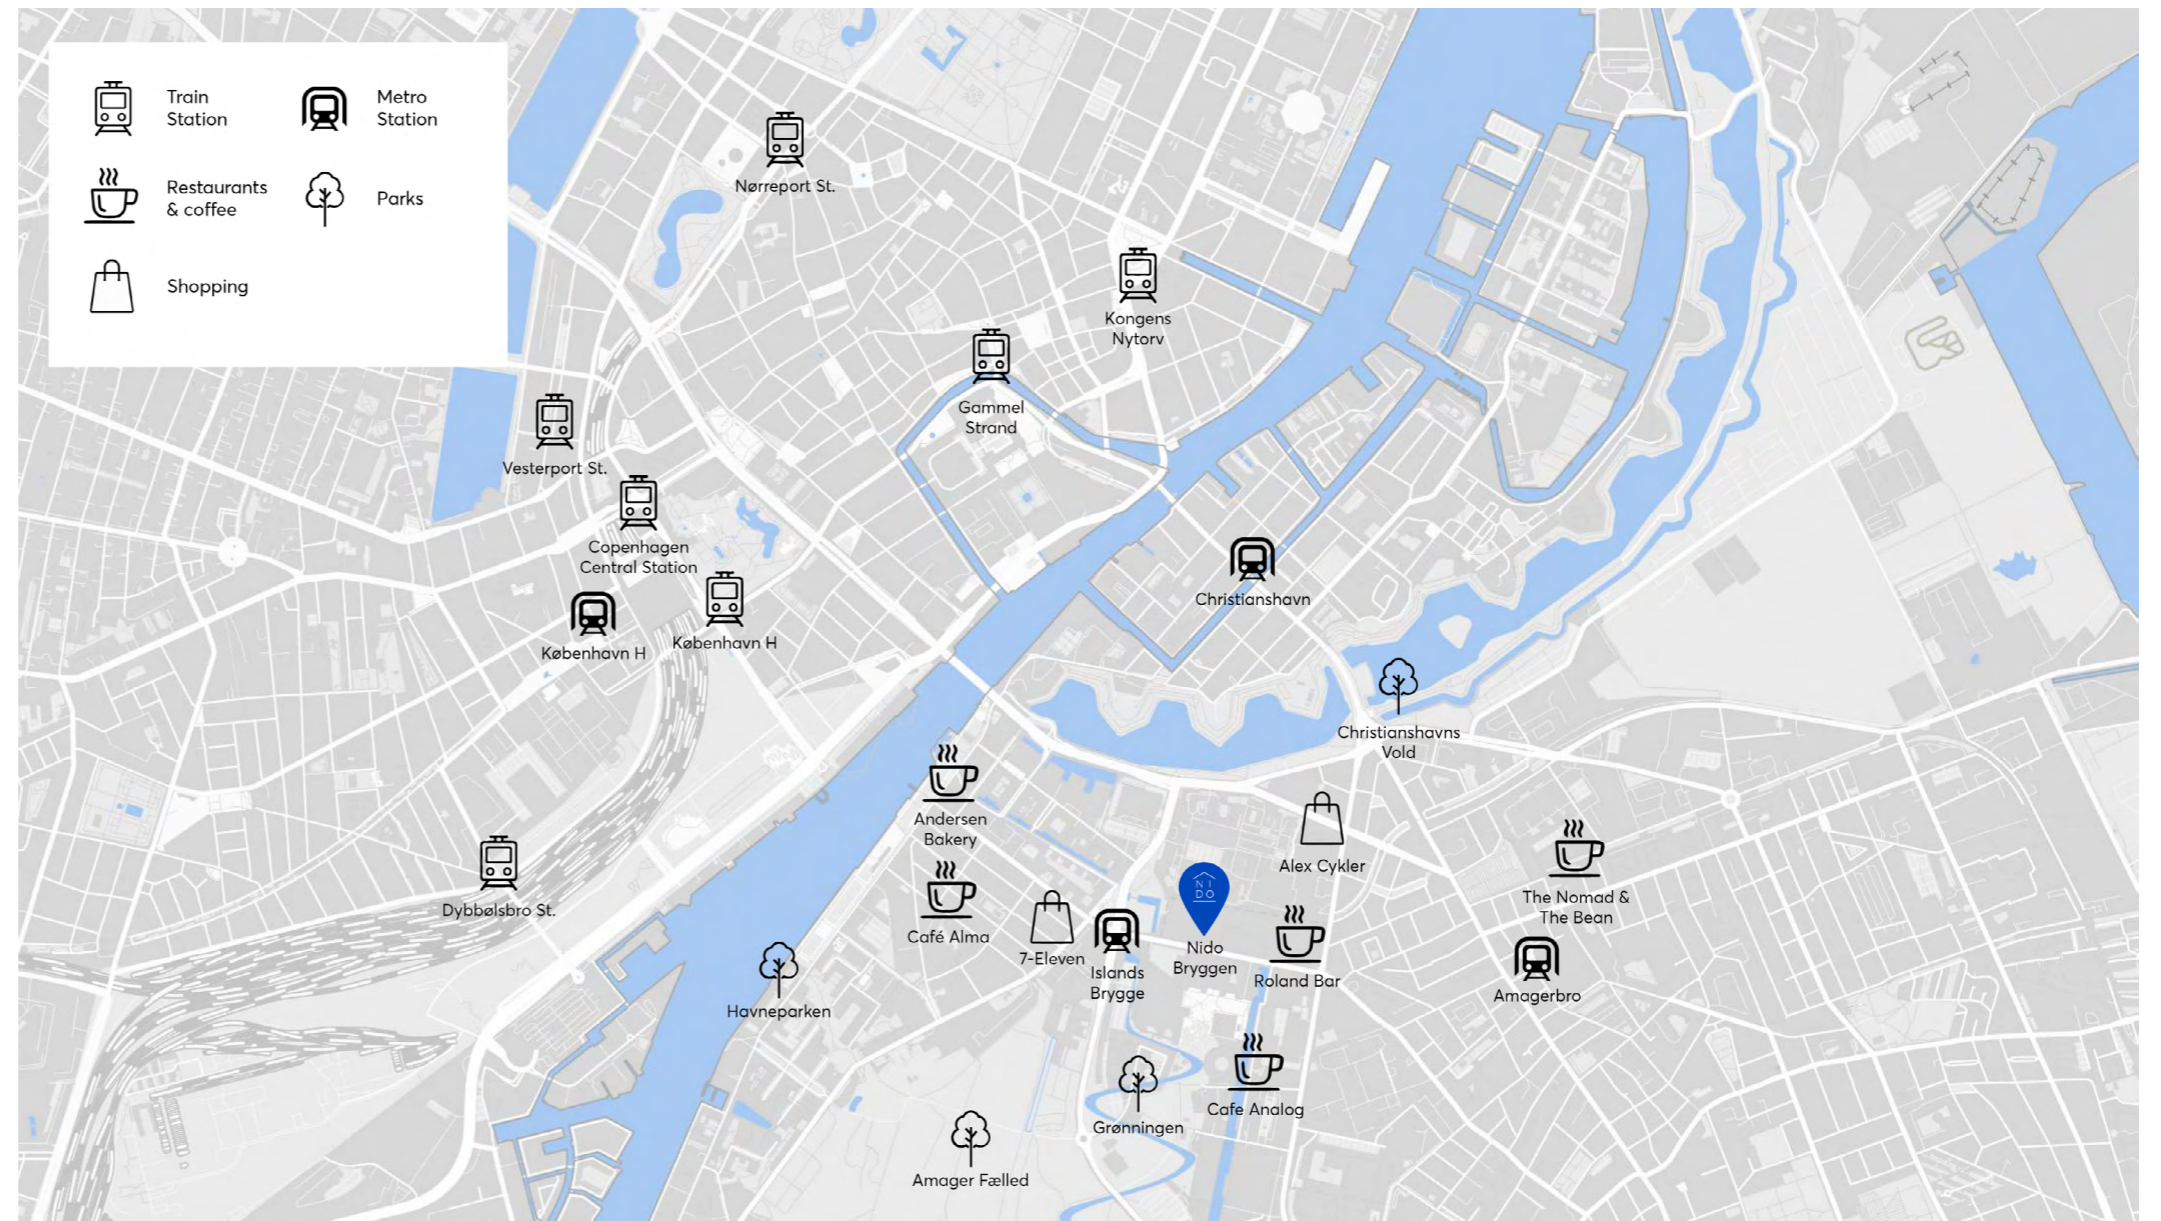 Train
Station
Metro
Station
Restaurants
& coffee
Parks
Shopping
Nørreport St.
Kongens
Nytorv
Gammel
Strand
Vesterport St.
Copenhagen
Central Station
København H
København H
Christianshavn
Christianshavns
Vold
Andersen
Bakery
Alex Cykler
The Nomad &
The Bean
Dybbølsbro St.
Café Alma
7-Eleven
Islands
Brygge
NI
DO
Nido
Bryggen
Roland Bar
Amagerbro
Havneparken
Cafe Analog
Grønningen
Amager Fælled